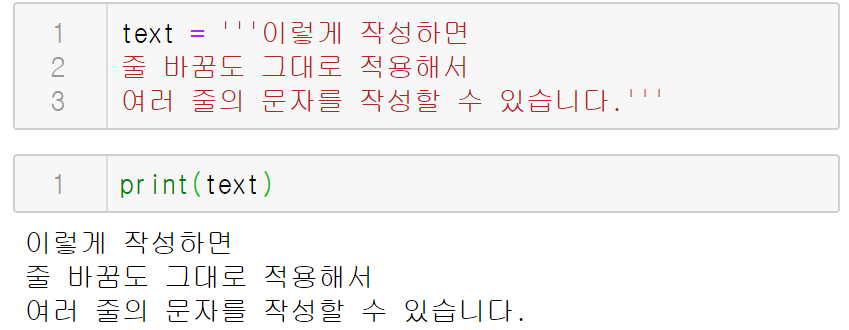 1 text = '''이렇게 작성하면
2 줄 바꿈도 그대로 적용해서
3 여러 줄의 문자를 작성할 수 있습니다.'''
1 print(text)
이렇게 작성하면
줄 바꿈도 그대로 적용해서
여러 줄의 문자를 작성할 수 있습니다.